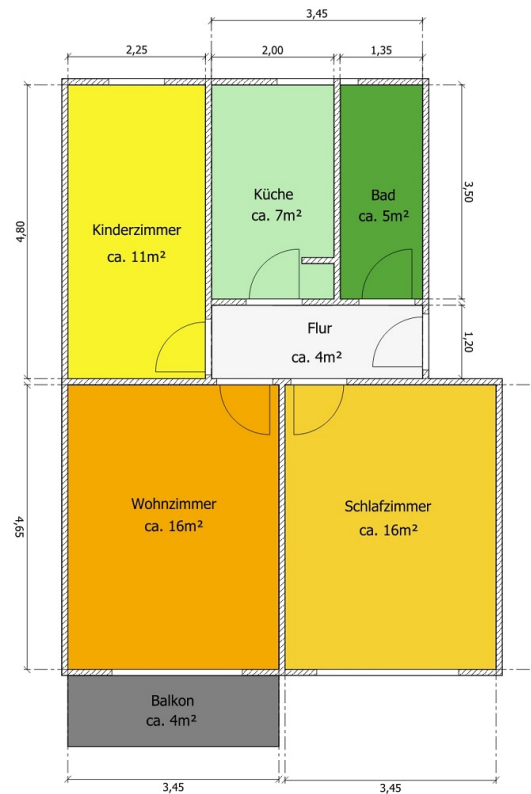 3,45
2,25
2,00
1,35
4,80
3,50
Kinderzimmer
ca. 11m²
Küche
ca. 7m²
Bad
ca. 5m²
Flur
ca. 4m²
1,20
4,65
Wohnzimmer
ca. 16m²
Schlafzimmer
ca. 16m²
Balkon
ca. 4m²
3,45
3,45